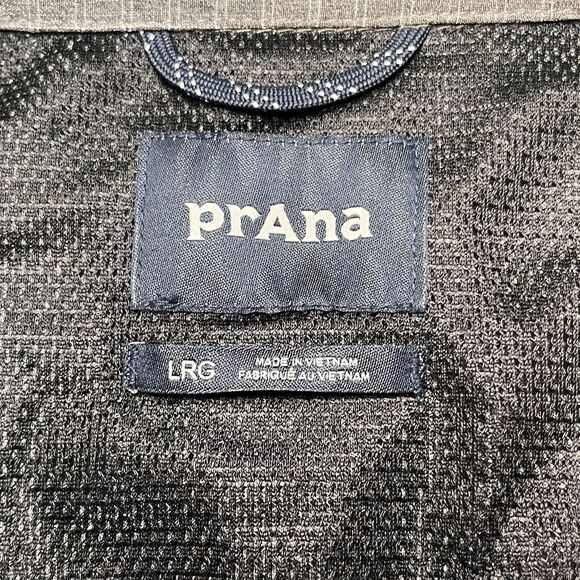 prAna
LRG
MADE IN VIETNAM
FABRIQUÉ AU VIETNAM